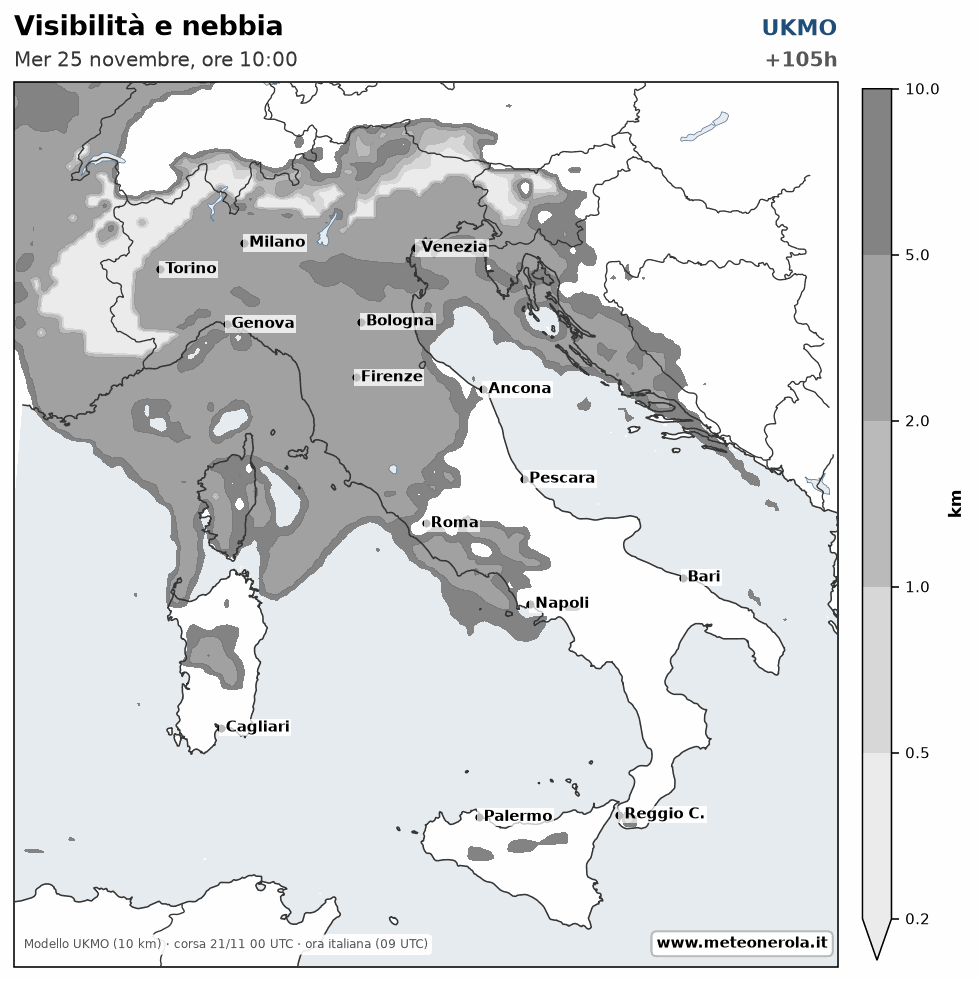 Visibilità e nebbia
UKMO
Mer 25 novembre, ore 10:00
+105h
10.0
Milano
Venezia
5.0
Torino
Genova
Bologna
Firenze
Ancona
2.0
Pescara
km
Roma
Bari
1.0
Napoli
Cagliari
0.5
Palermo
Reggio C.
0.2
Modello UKMO (10 km) · corsa 21/11 00 UTC · ora italiana (09 UTC)
www.meteonerola.it